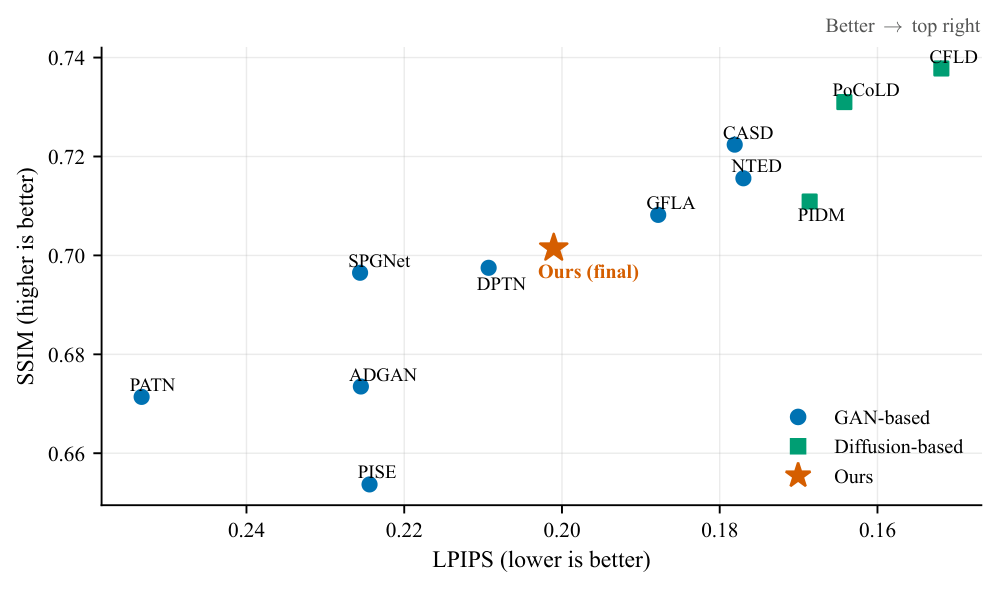 Better → top right
SSIM (higher is better)
0.74
0.72
0.70
0.68
0.66
CFLD
PoCoLD
CASD
NTED
PIDM
GFLA
Ours (final)
SPGNet
DPTN
ADGAN
PATN
PISE
GAN-based
Diffusion-based
Ours
0.24
0.22
0.20
0.18
0.16
LPIPS (lower is better)